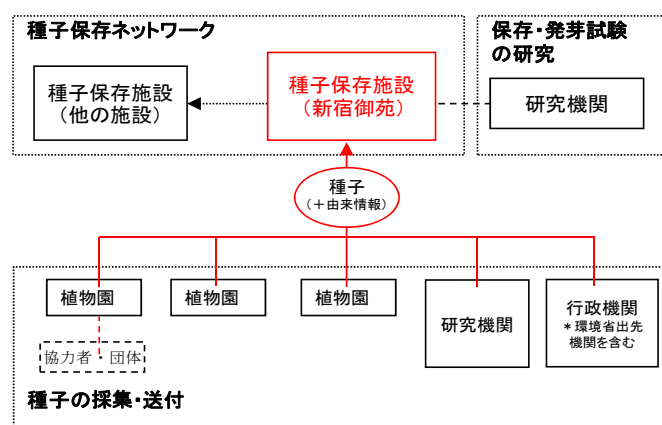 種子保存ネットワーク
保存・発芽試験
の研究
種子保存施設
（他の施設）
種子保存施設
（新宿御苑）
研究機関
種子
（＋由来情報）
植物園
植物園
植物園
研究機関
行政機関
＊環境省出先
機関を含む
協力者・団体
種子の採集・送付